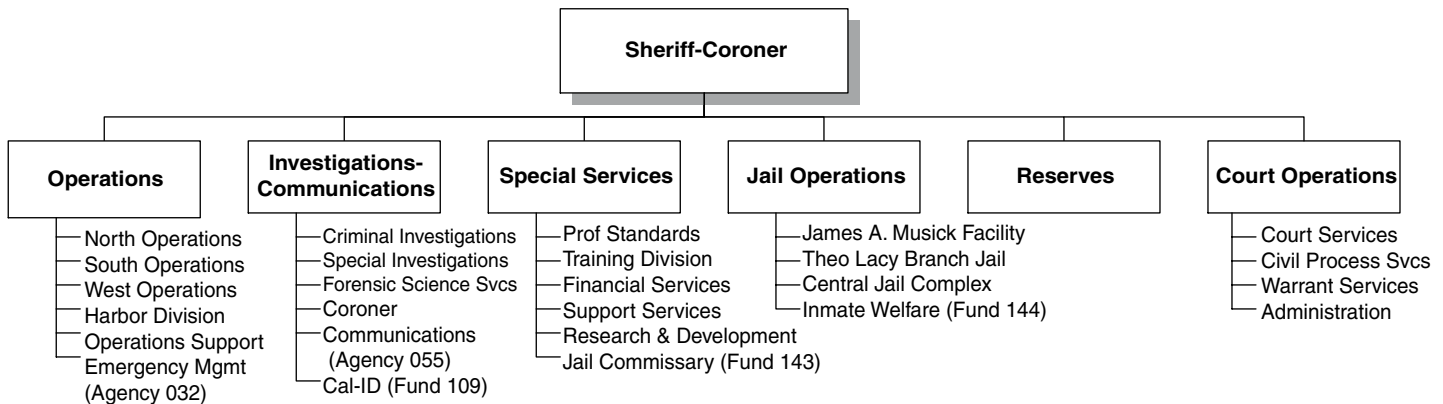 Sheriff-Coroner
Operations
North Operations
South Operations
West Operations
Harbor Division
Operations Support
Emergency Mgmt
(Agency 032)
Investigations-
Communications
Criminal Investigations
Special Investigations
Forensic Science Svcs
Coroner
Communications
(Agency 055)
Cal-ID (Fund 109)
Special Services
Prof Standards
Training Division
Financial Services
Support Services
Research & Development
Jail Commissary (Fund 143)
Jail Operations
James A. Musick Facility
Theo Lacy Branch Jail
Central Jail Complex
Inmate Welfare (Fund 144)
Reserves
Court Operations
Court Services
Civil Process Svcs
Warrant Services
Administration